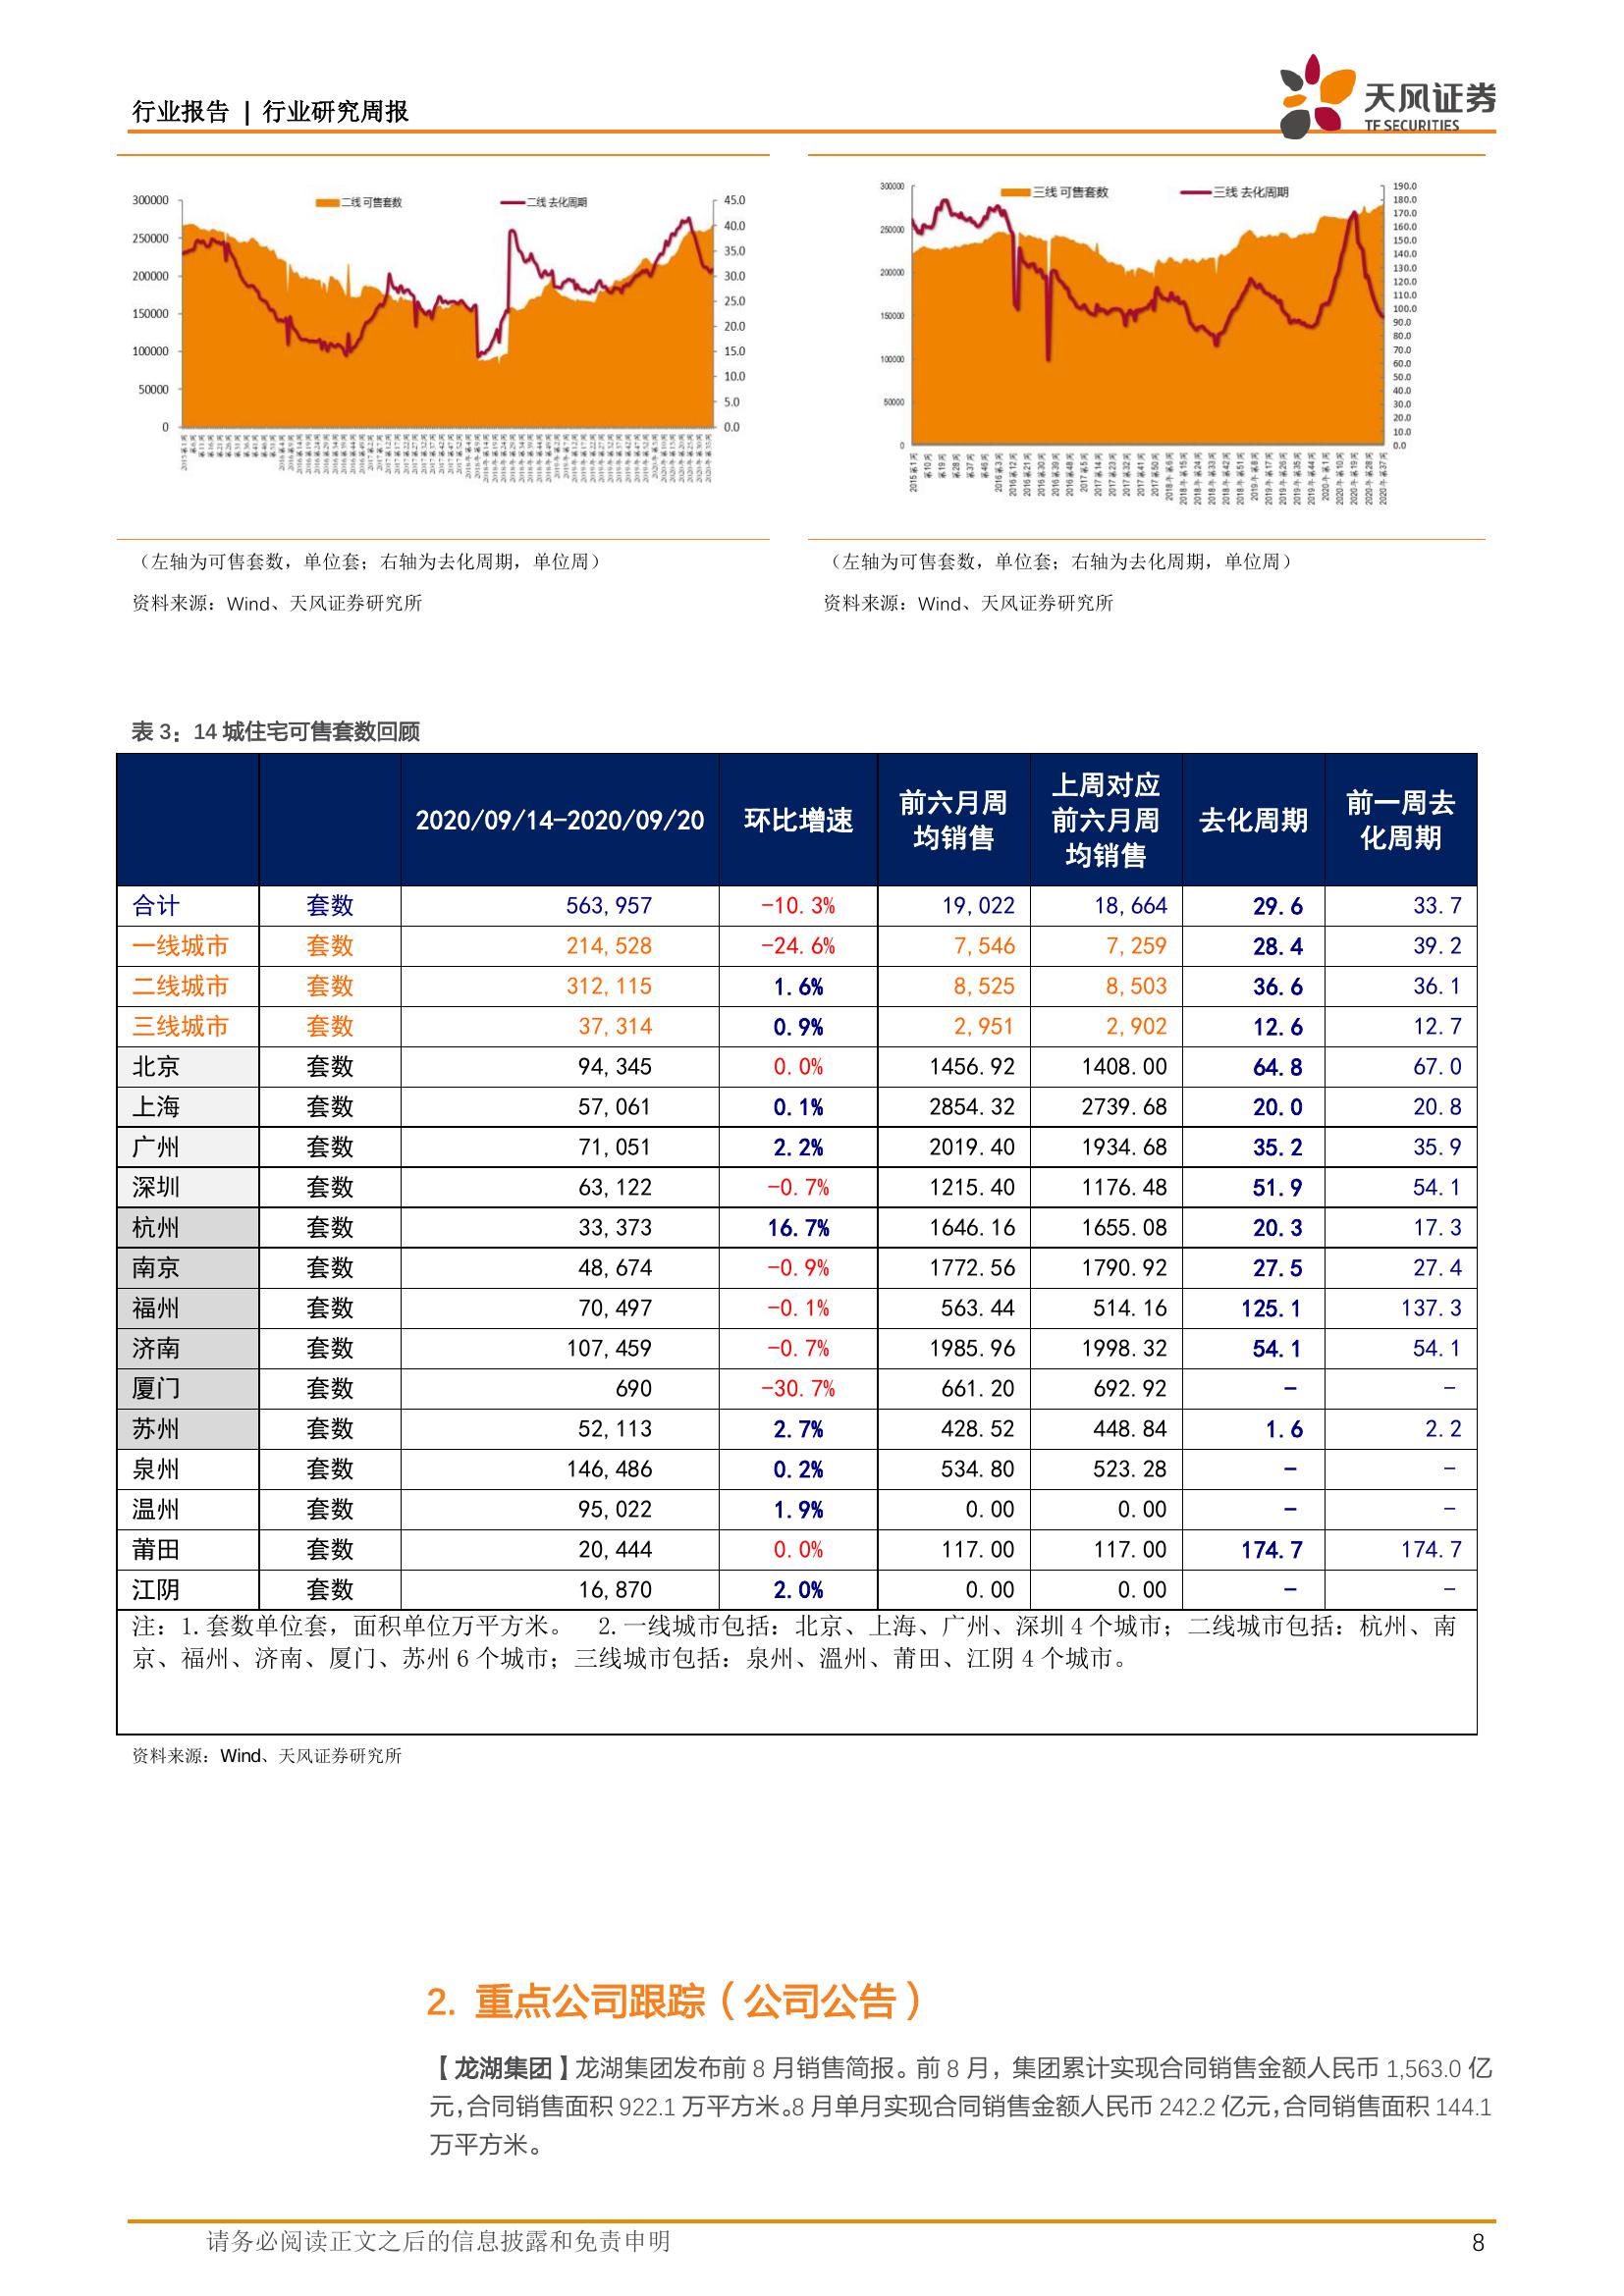 行业报告 | 行业研究周报
天风证券
TF SECURITIES
二线 可售套数 二线 去化周期
300000
250000
200000
150000
100000
50000
0
45.0
40.0
35.0
30.0
25.0
20.0
15.0
10.0
5.0
0.0
三线 可售套数 三线 去化周期
300000
250000
200000
150000
100000
50000
0
190.0
180.0
170.0
160.0
150.0
140.0
130.0
120.0
110.0
100.0
90.0
80.0
70.0
60.0
50.0
40.0
30.0
20.0
10.0
0.0
（左轴为可售套数，单位套；右轴为去化周期，单位周）
资料来源：Wind、天风证券研究所
（左轴为可售套数，单位套；右轴为去化周期，单位周）
资料来源：Wind、天风证券研究所
表 3：14 城住宅可售套数回顾
2020/09/14-2020/09/20 环比增速 前六月周均销售 上周对应前六月周均销售 去化周期 前一周去化周期
合计 套数 563,957 -10.3% 19,022 18,664 29.6 33.7
一线城市 套数 214,528 -24.6% 7,546 7,259 28.4 39.2
二线城市 套数 312,115 1.6% 8,525 8,503 36.6 36.1
三线城市 套数 37,314 0.9% 2,951 2,902 12.6 12.7
北京 套数 94,345 0.0% 1456.92 1408.00 64.8 67.0
上海 套数 57,061 0.1% 2854.32 2739.68 20.0 20.8
广州 套数 71,051 2.2% 2019.40 1934.68 35.2 35.9
深圳 套数 63,122 -0.7% 1215.40 1176.48 51.9 54.1
杭州 套数 33,373 16.7% 1646.16 1655.08 20.3 17.3
南京 套数 48,674 -0.9% 1772.56 1790.92 27.5 27.4
福州 套数 70,497 -0.1% 563.44 514.16 125.1 137.3
济南 套数 107,459 -0.7% 1985.96 1998.32 54.1 54.1
厦门 套数 690 -30.7% 661.20 692.92 - -
苏州 套数 52,113 2.7% 428.52 448.84 1.6 2.2
泉州 套数 146,486 0.2% 534.80 523.28 - -
温州 套数 95,022 1.9% 0.00 0.00 - -
莆田 套数 20,444 0.0% 117.00 117.00 174.7 174.7
江阴 套数 16,870 2.0% 0.00 0.00 - -
注：1.套数单位套，面积单位万平方米。 2.一线城市包括：北京、上海、广州、深圳 4 个城市；二线城市包括：杭州、南
京、福州、济南、厦门、苏州 6 个城市；三线城市包括：泉州、温州、莆田、江阴 4 个城市。
资料来源：Wind、天风证券研究所
2. 重点公司跟踪（公司公告）
【龙湖集团】龙湖集团发布前 8 月销售简报。前 8 月，集团累计实现合同销售金额人民币 1,563.0 亿
元，合同销售面积 922.1 万平方米。8 月单月实现合同销售金额人民币 242.2 亿元，合同销售面积 144.1
万平方米。
请务必阅读正文之后的信息披露和免责申明 8